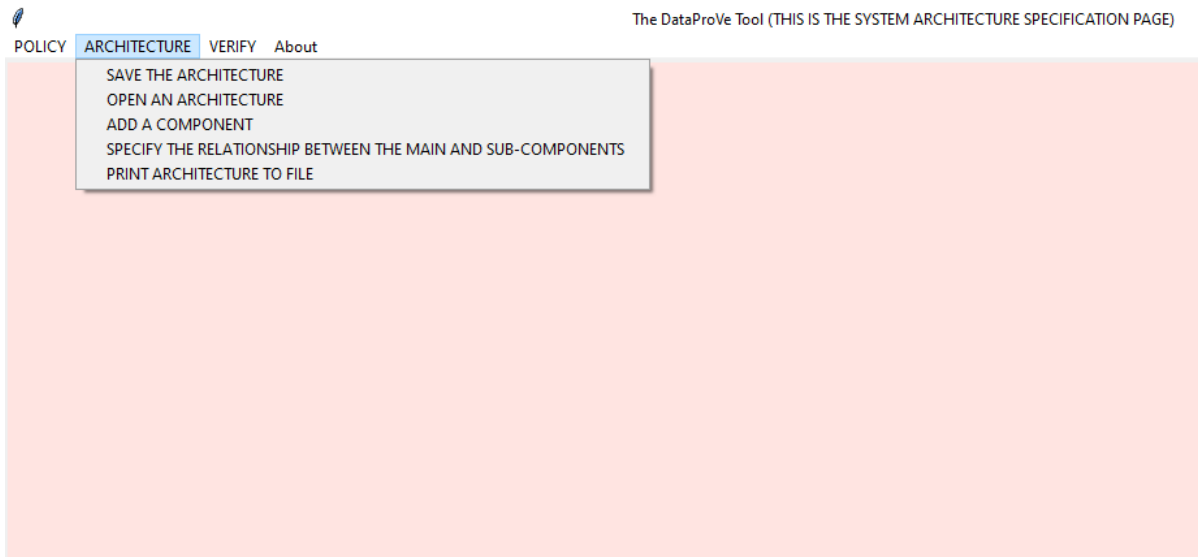 The DataProVe Tool (THIS IS THE SYSTEM ARCHITECTURE SPECIFICATION PAGE)
POLICY ARCHITECTURE VERIFY About
SAVE THE ARCHITECTURE
OPEN AN ARCHITECTURE
ADD A COMPONENT
SPECIFY THE RELATIONSHIP BETWEEN THE MAIN AND SUB-COMPONENTS
PRINT ARCHITECTURE TO FILE